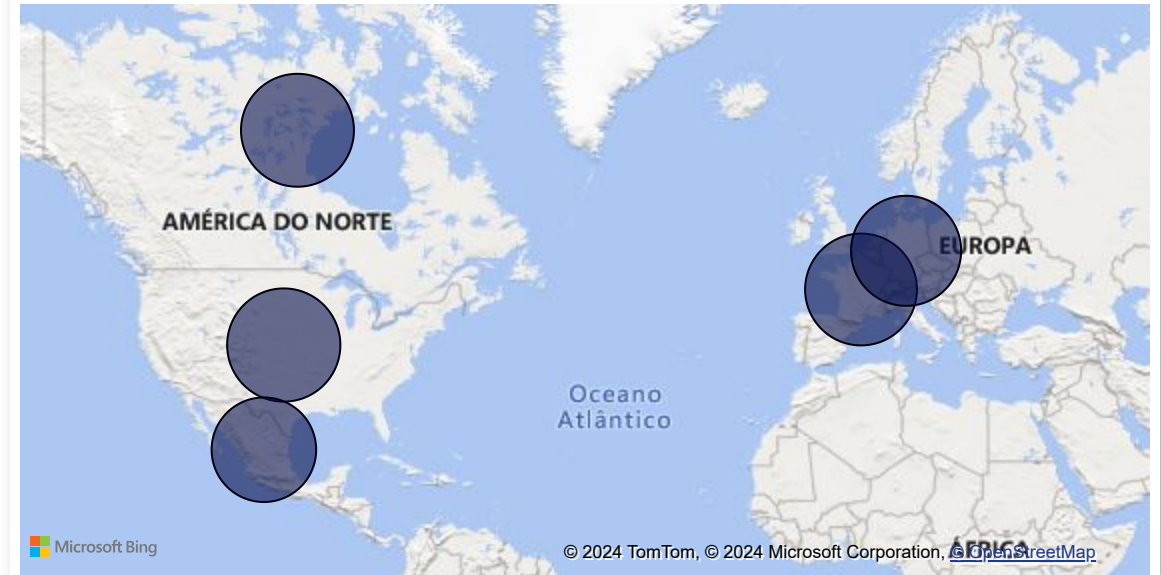 AMÉRICA DO NORTE
EUROPA
Oceano
Atlântico
Microsoft Bing
© 2024 TomTom, © 2024 Microsoft Corporation, © OpenStreetMap
ÁFRICA